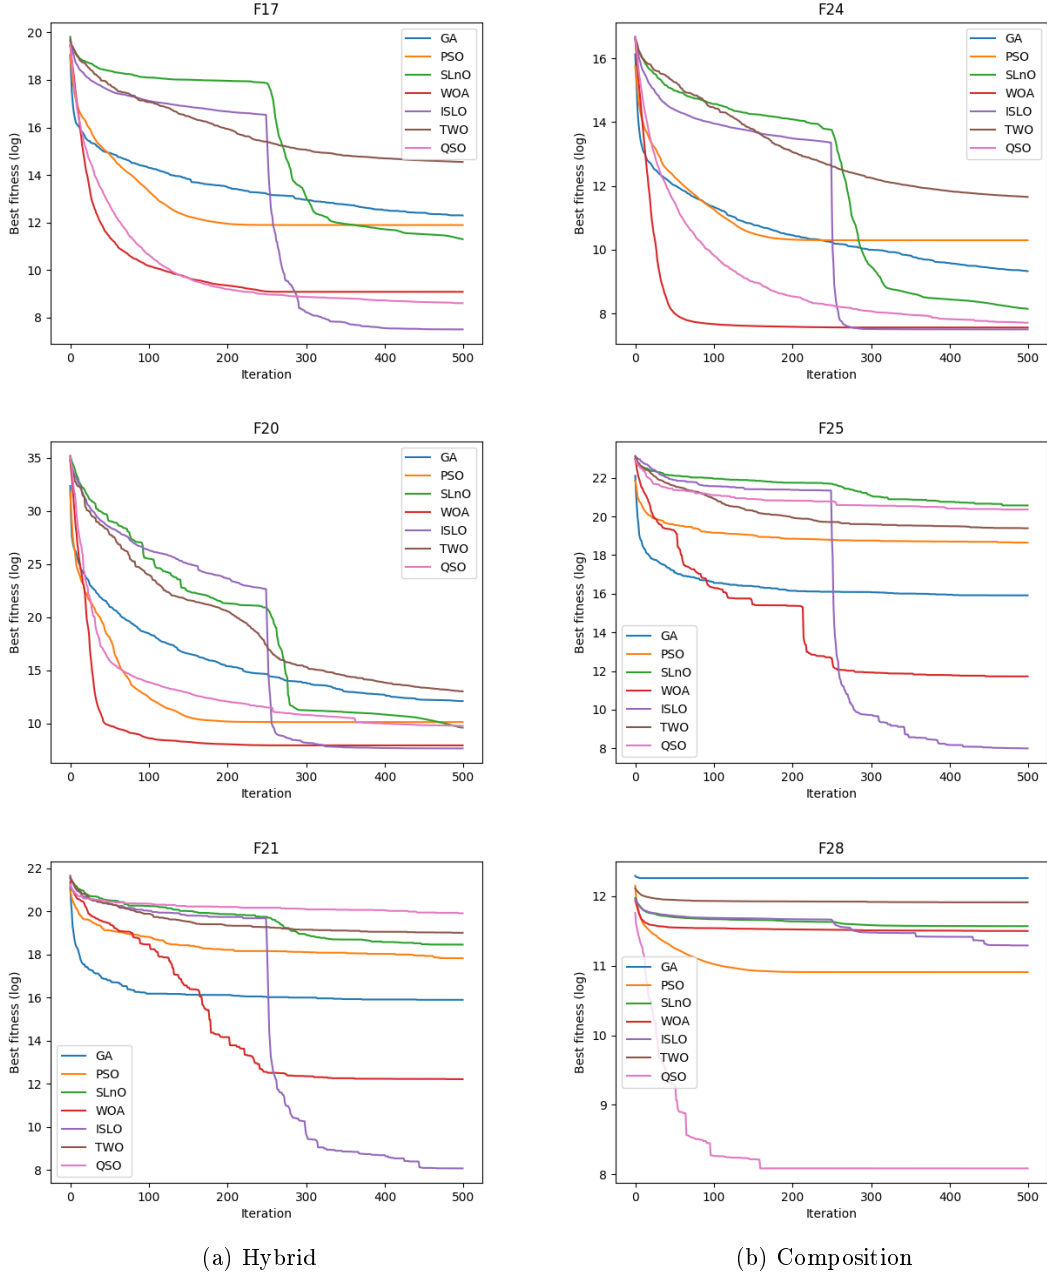 F17
20
18
16
14
12
10
8
Best fitness (log)
GA
PSO
SLnO
WOA
ISLO
TWO
QSO
0 100 200 300 400 500
Iteration
F24
16
14
12
10
8
Best fitness (log)
GA
PSO
SLnO
WOA
ISLO
TWO
QSO
0 100 200 300 400 500
Iteration
F20
35
30
25
20
15
10
Best fitness (log)
GA
PSO
SLnO
WOA
ISLO
TWO
QSO
0 100 200 300 400 500
Iteration
F25
22
20
18
16
14
12
10
8
Best fitness (log)
GA
PSO
SLnO
WOA
ISLO
TWO
QSO
0 100 200 300 400 500
Iteration
F21
22
20
18
16
14
12
10
8
Best fitness (log)
GA
PSO
SLnO
WOA
ISLO
TWO
QSO
0 100 200 300 400 500
Iteration
F28
12
11
10
9
8
Best fitness (log)
GA
PSO
SLnO
WOA
ISLO
TWO
QSO
0 100 200 300 400 500
Iteration
(a) Hybrid
(b) Composition